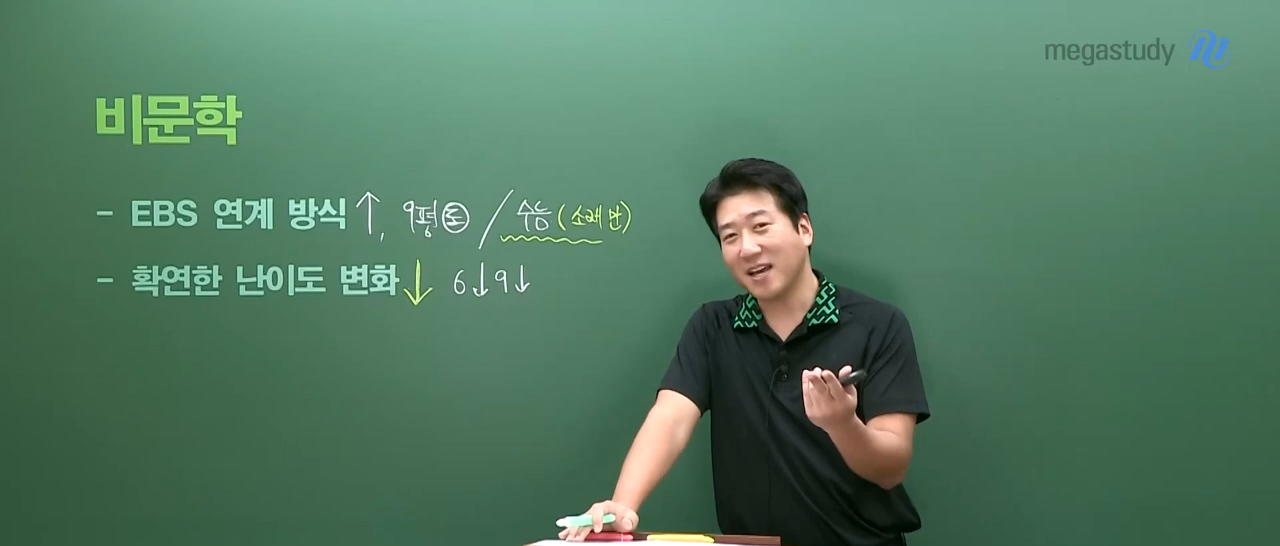 megastudy
비문학
- EBS 연계 방식 ↑, 9평 ㊦ / 수능 (소재만)
- 확연한 난이도 변화 ↓ 6↓9↓